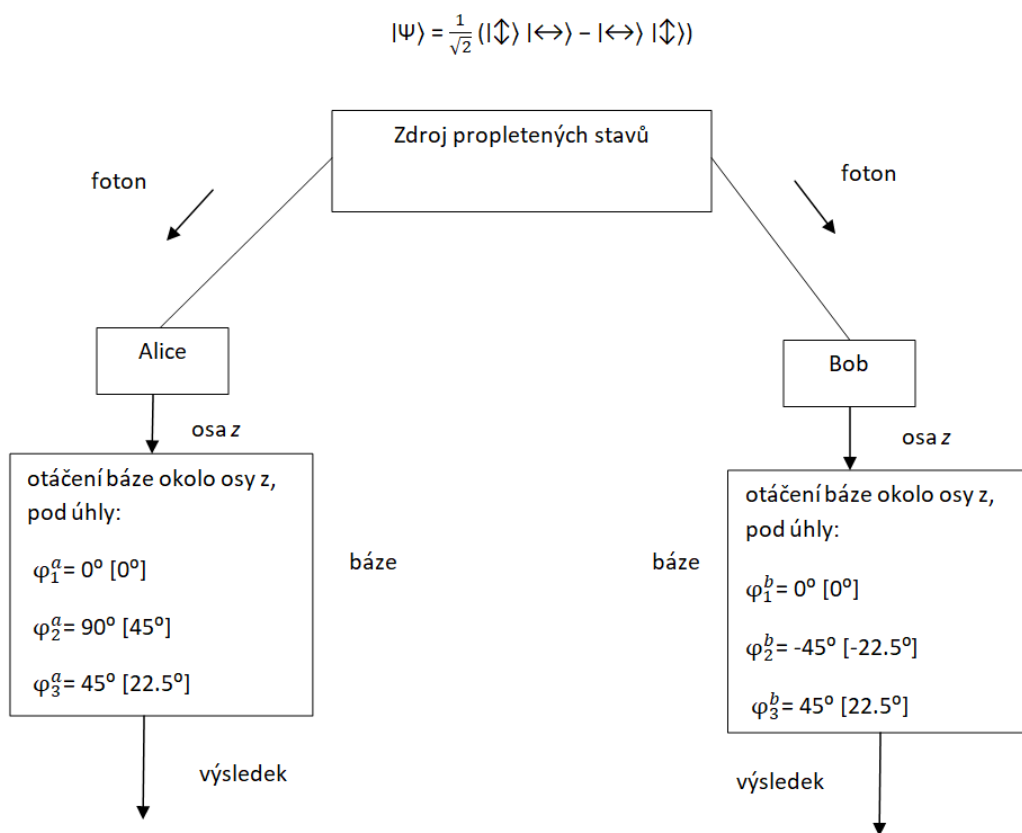 |Ψ⟩ = 1/√2 (|↕⟩ |↔⟩ − |↔⟩ |↕⟩)
Zdroj propletených stavů
foton
foton
Alice
Bob
osa z
osa z
otáčení báze okolo osy z,
pod úhly:
φ₁ᵃ= 0° [0°]
φ₂ᵃ= 90° [45°]
φ₃ᵃ= 45° [22.5°]
báze
báze
otáčení báze okolo osy z,
pod úhly:
φ₁ᵇ= 0° [0°]
φ₂ᵇ= -45° [-22.5°]
φ₃ᵇ= 45° [22.5°]
výsledek
výsledek